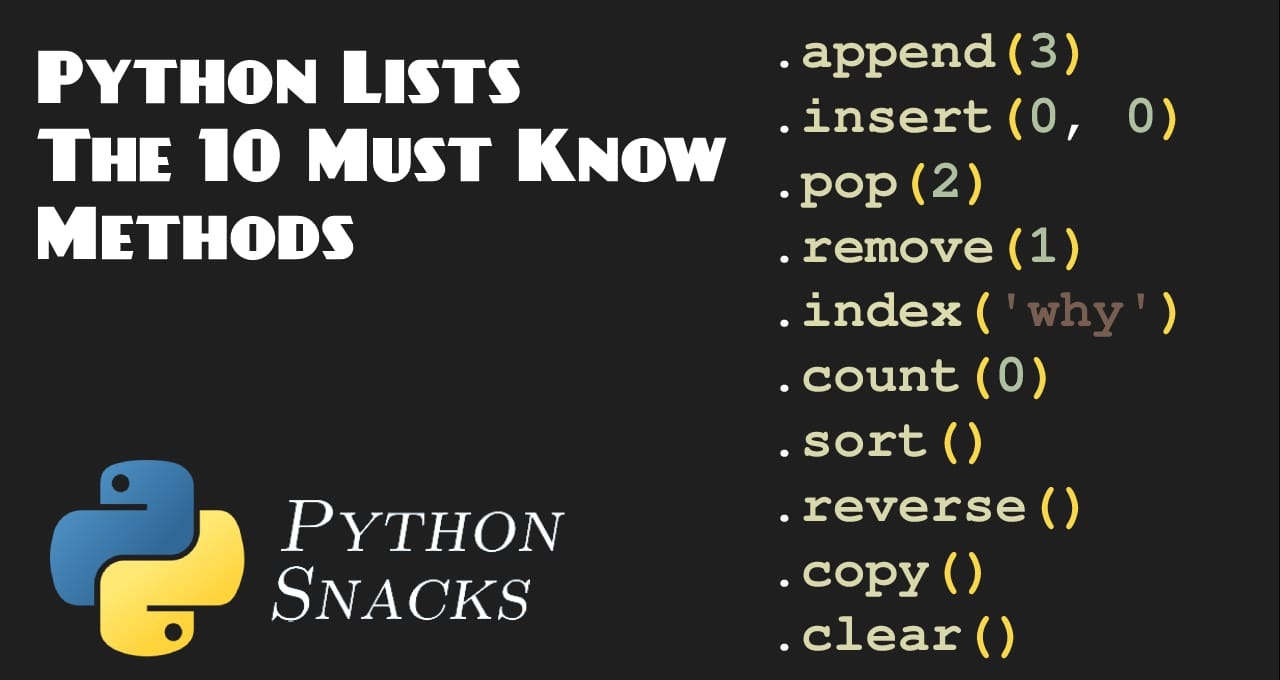 Python Lists
The 10 Must Know
Methods
Python
Snacks
.append(3)
.insert(0, 0)
.pop(2)
.remove(1)
.index('why')
.count(0)
.sort()
.reverse()
.copy()
.clear()